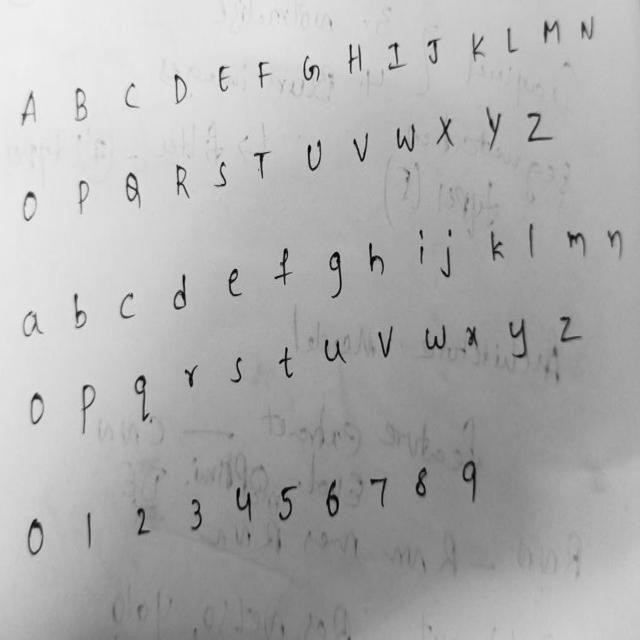 A B C D E F G H I J K L M N
O P Q R S T U V W X Y Z
a b c d e f g h i j k l m n
o p q r s t u v w x y z
0 1 2 3 4 5 6 7 8 9